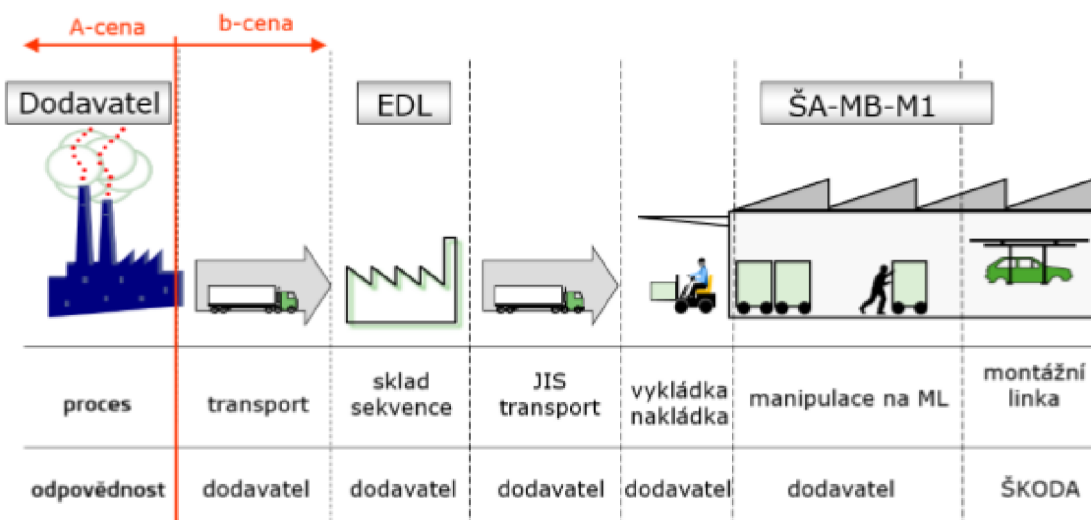 A-cena b-cena
Dodavatel EDL ŠA-MB-M1
proces
transport
sklad
sekvence
JIS
transport
vykládka
nakládka
manipulace na ML
montážní
linka
odpovědnost dodavatel dodavatel dodavatel dodavatel dodavatel ŠKODA